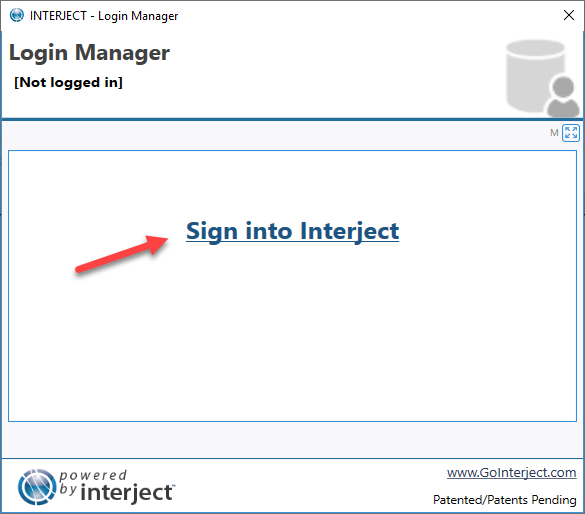 INTERJECT - Login Manager
Login Manager
[Not logged in]
M
Sign into Interject
powered
by interject™
www.GoInterject.com
Patented/Patents Pending